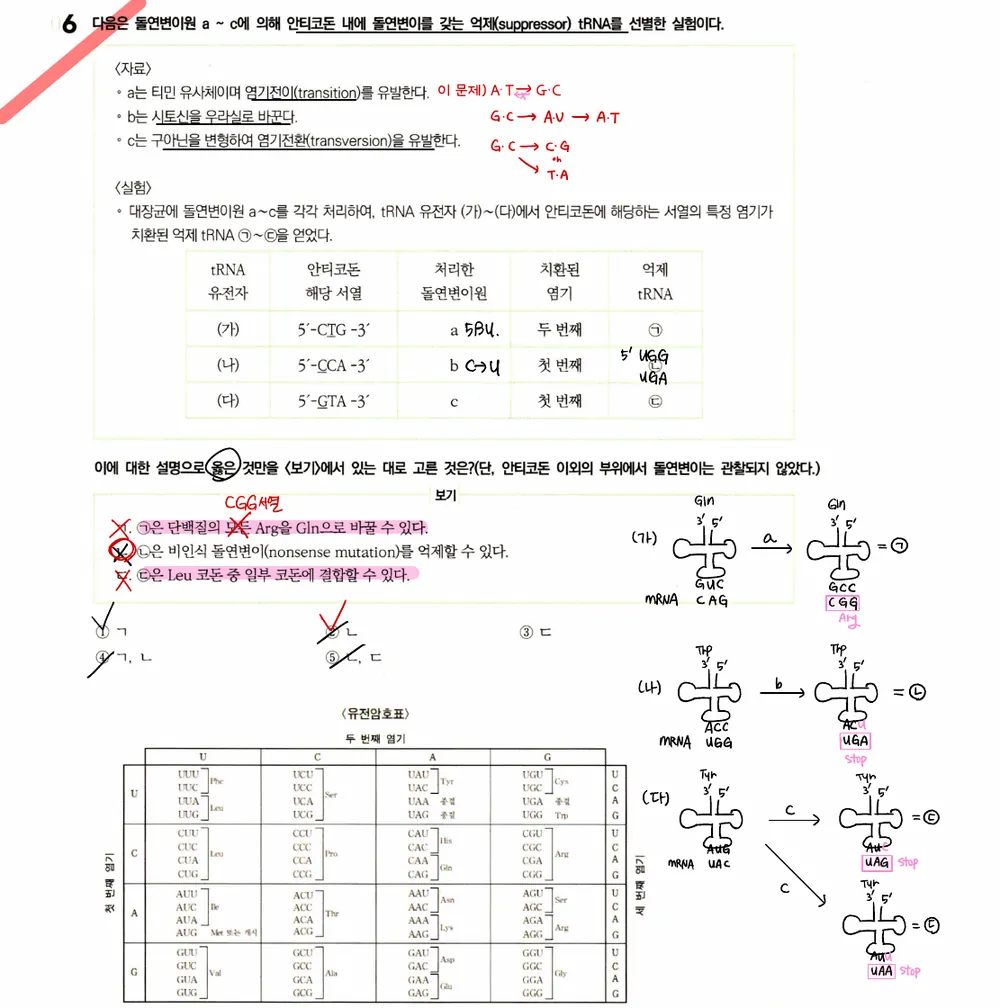 6 다음은 돌연변이원 a ~ c에 의해 안티코돈 내에 돌연변이를 갖는 억제(suppressor) tRNA를 선별한 실험이다.
〈자료〉
◦ a는 티민 유사체이며 염기전이(transition)를 유발한다. 이 문제) A·T ⇄ G·C
◦ b는 시토신을 우라실로 바꾼다. G·C → A·U → A·T
◦ c는 구아닌을 변형하여 염기전환(transversion)을 유발한다. G·C → C·G
or
T·A
〈실험〉
◦ 대장균에 돌연변이원 a~c를 각각 처리하여, tRNA 유전자 (가)~(다)에서 안티코돈에 해당하는 서열의 특정 염기가
치환된 억제 tRNA ㉠~㉢을 얻었다.
tRNA 유전자 안티코돈 해당 서열 처리한 돌연변이원 치환된 염기 억제 tRNA
(가) 5′-CTG -3′ a 5BU. 두 번째 ㉠
(나) 5′-CCA -3′ b C→U 첫 번째 ㉡ 5' UGG
UGA
(다) 5′-GTA -3′ c 첫 번째 ㉢
이에 대한 설명으로 옳은 것만을 〈보기〉에서 있는 대로 고른 것은?(단, 안티코돈 이외의 부위에서 돌연변이는 관찰되지 않았다.)
보기
CGG서열
ㄱ. ㉠은 단백질의 모든 Arg을 Gln으로 바꿀 수 있다.
ㄴ. ㉡은 비인식 돌연변이(nonsense mutation)를 억제할 수 있다.
ㄷ. ㉢은 Leu 코돈 중 일부 코돈에 결합할 수 있다.
① ㄱ ② ㄴ ③ ㄷ
④ ㄱ, ㄴ ⑤ ㄴ, ㄷ
Gln Gln
3' 5' 3' 5'
(가) a = ㉠
GUC GCC
mRNA CAG CGG
Arg
Trp Trp
3' 5' 3' 5'
(나) b = ㉡
ACC ACU
mRNA UGG UGA
stop
Tyr Tyr
3' 5' 3' 5'
(다) c = ㉢
AUG AUC
mRNA UAC UAG stop
c
Tyr
3' 5'
= ㉢
AUU
UAA stop
〈유전암호표〉
두 번째 염기
U C A G
첫 번째 염기
세 번째 염기
U UUU Phe UCU Ser UAU Tyr UGU Cys U
UUC UCC UAC UGC C
UUA Leu UCA UAA 종결 UGA 종결 A
UUG UCG UAG 종결 UGG Trp G
C CUU Leu CCU Pro CAU His CGU Arg U
CUC CCC CAC CGC C
CUA CCA CAA Gln CGA A
CUG CCG CAG CGG G
A AUU Ile ACU Thr AAU Asn AGU Ser U
AUC ACC AAC AGC C
AUA ACA AAA Lys AGA Arg A
AUG Met 또는 개시 ACG AAG AGG G
G GUU Val GCU Ala GAU Asp GGU Gly U
GUC GCC GAC GGC C
GUA GCA GAA Glu GGA A
GUG GCG GAG GGG G